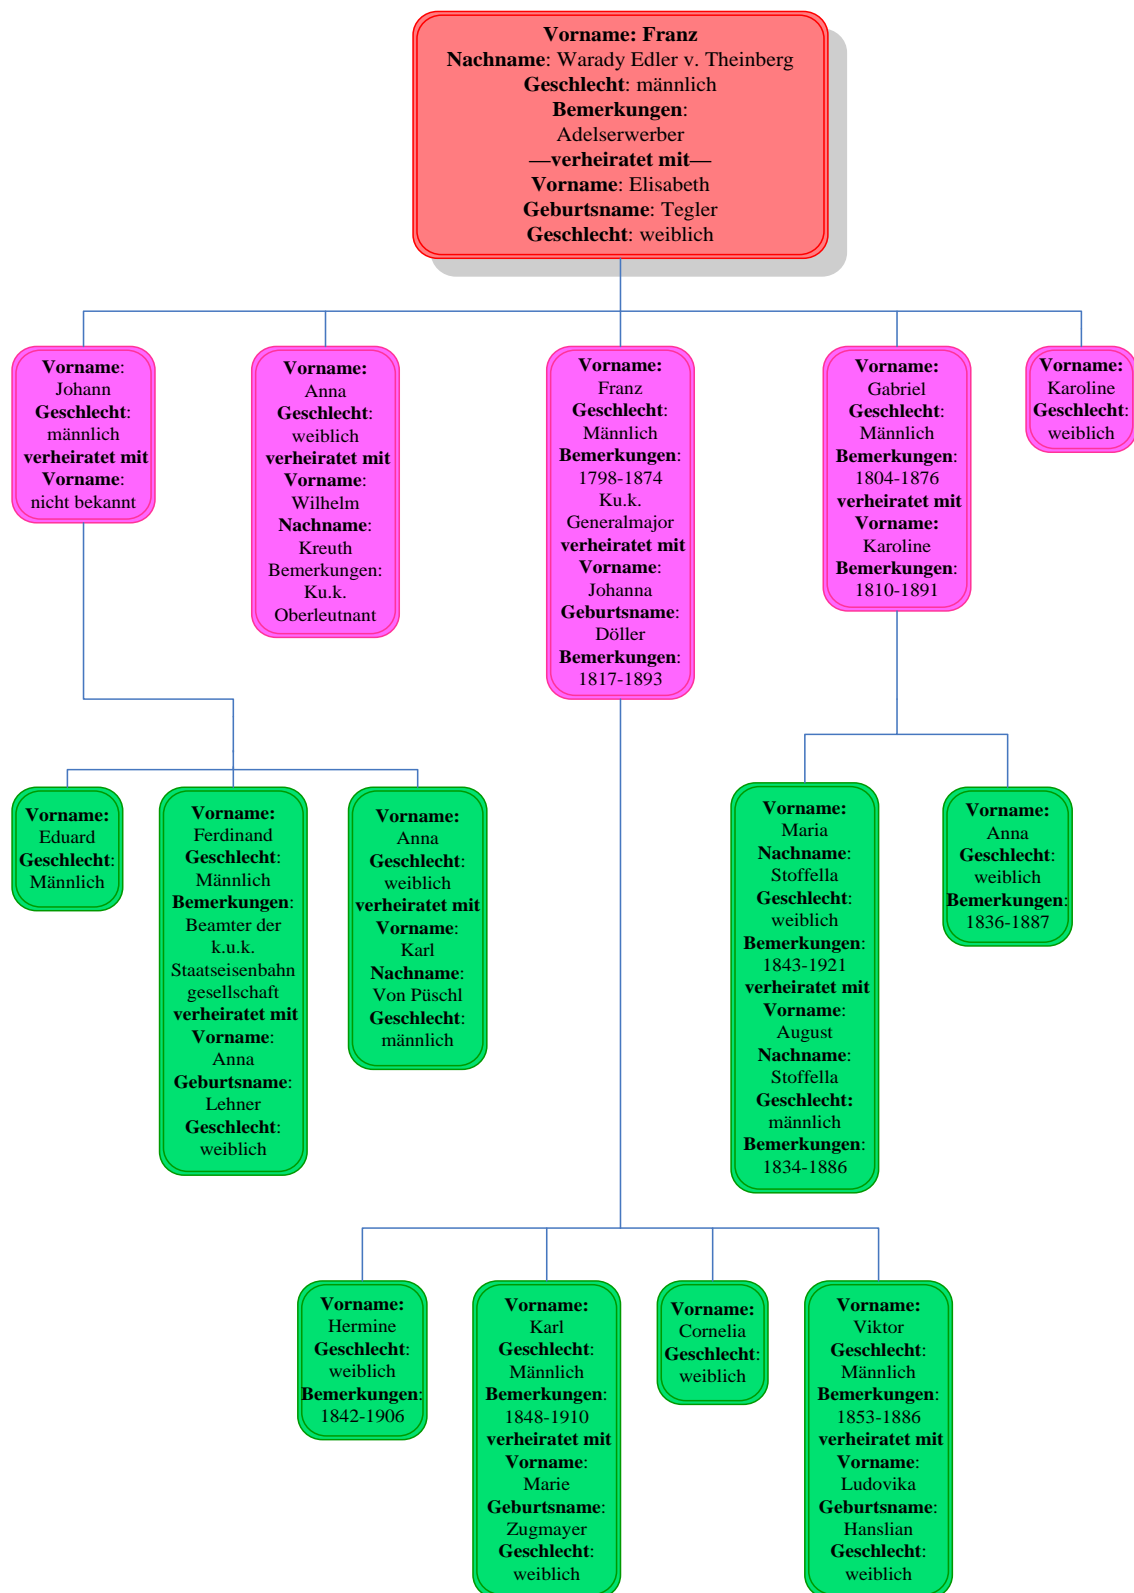 Vorname: Franz
Nachname: Warady Edler v. Theinberg
Geschlecht: männlich
Bemerkungen:
Adelserwerber
—verheiratet mit—
Vorname: Elisabeth
Geburtsname: Tegler
Geschlecht: weiblich
Vorname:
Johann
Geschlecht:
männlich
verheiratet mit
Vorname:
nicht bekannt
Vorname:
Anna
Geschlecht:
weiblich
verheiratet mit
Vorname:
Wilhelm
Nachname:
Kreuth
Bemerkungen:
Ku.k.
Oberleutnant
Vorname:
Franz
Geschlecht:
Männlich
Bemerkungen:
1798-1874
Ku.k.
Generalmajor
verheiratet mit
Vorname:
Johanna
Geburtsname:
Döller
Bemerkungen:
1817-1893
Vorname:
Gabriel
Geschlecht:
Männlich
Bemerkungen:
1804-1876
verheiratet mit
Vorname:
Karoline
Bemerkungen:
1810-1891
Vorname:
Karoline
Geschlecht:
weiblich
Vorname:
Eduard
Geschlecht:
Männlich
Vorname:
Ferdinand
Geschlecht:
Männlich
Bemerkungen:
Beamter der
k.u.k.
Staatseisenbahn
gesellschaft
verheiratet mit
Vorname:
Anna
Geburtsname:
Lehner
Geschlecht:
weiblich
Vorname:
Anna
Geschlecht:
weiblich
verheiratet mit
Vorname:
Karl
Nachname:
Von Püschl
Geschlecht:
männlich
Vorname:
Maria
Nachname:
Stoffella
Geschlecht:
weiblich
Bemerkungen:
1843-1921
verheiratet mit
Vorname:
August
Nachname:
Stoffella
Geschlecht:
männlich
Bemerkungen:
1834-1886
Vorname:
Anna
Geschlecht:
weiblich
Bemerkungen:
1836-1887
Vorname:
Hermine
Geschlecht:
weiblich
Bemerkungen:
1842-1906
Vorname:
Karl
Geschlecht:
Männlich
Bemerkungen:
1848-1910
verheiratet mit
Vorname:
Marie
Geburtsname:
Zugmayer
Geschlecht:
weiblich
Vorname:
Cornelia
Geschlecht:
weiblich
Vorname:
Viktor
Geschlecht:
Männlich
Bemerkungen:
1853-1886
verheiratet mit
Vorname:
Ludovika
Geburtsname:
Hanslian
Geschlecht:
weiblich